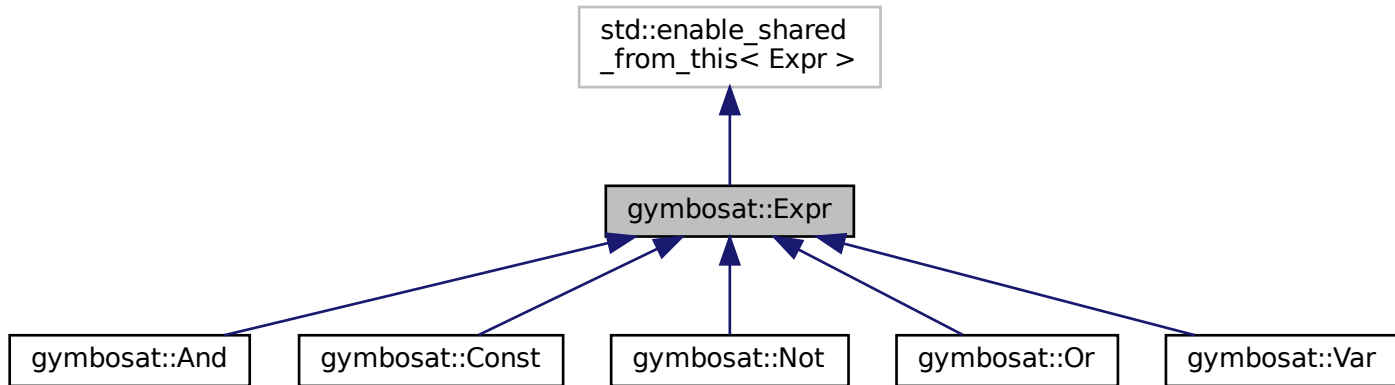 std::enable_shared
_from_this< Expr >
gymbosat::Expr
gymbosat::And
gymbosat::Const
gymbosat::Not
gymbosat::Or
gymbosat::Var